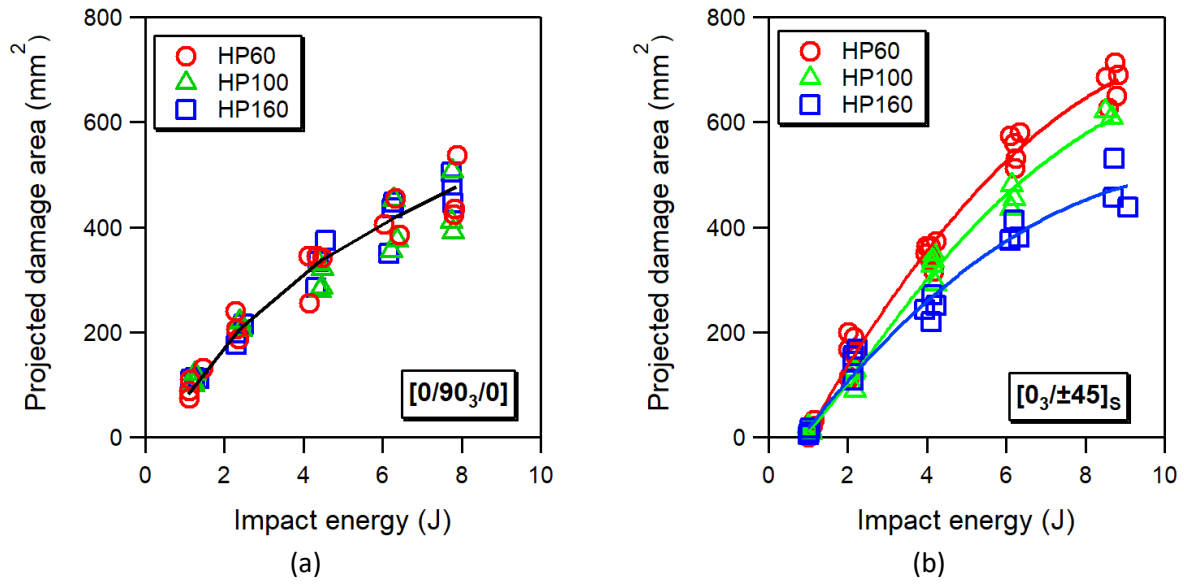 800
600
400
200
0
Projected damage area (mm²)
HP60
HP100
HP160
[0/90₃/0]
0 2 4 6 8 10
Impact energy (J)
(a)
800
600
400
200
0
Projected damage area (mm²)
HP60
HP100
HP160
[0₃/±45]ₛ
0 2 4 6 8 10
Impact energy (J)
(b)